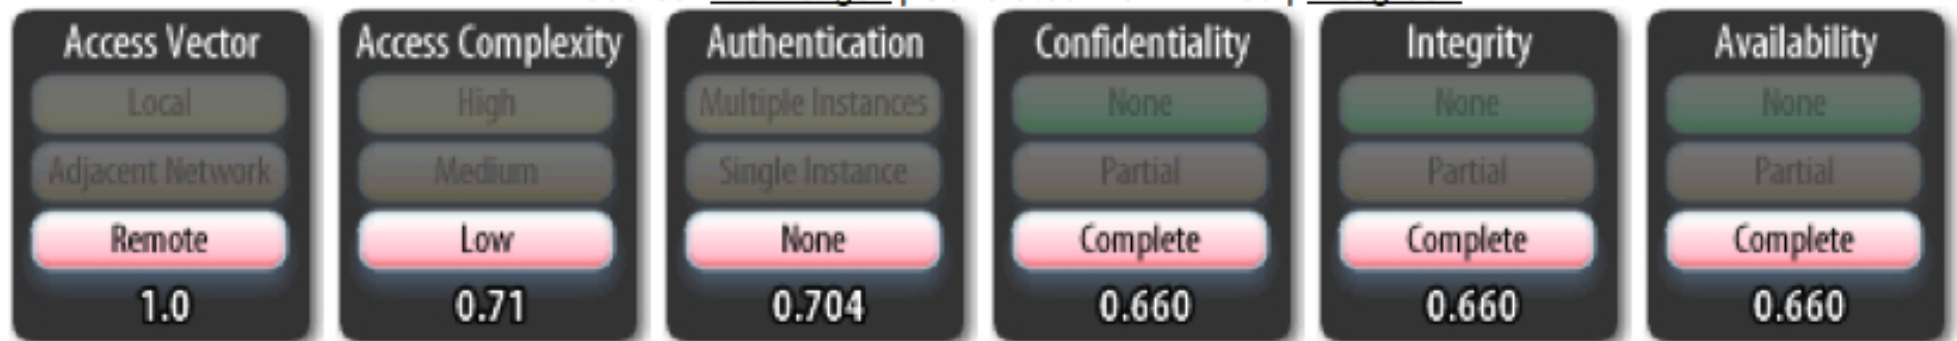 Access Vector
Local
Adjacent Network
Remote
1.0
Access Complexity
High
Medium
Low
0.71
Authentication
Multiple Instances
Single Instance
None
0.704
Confidentiality
None
Partial
Complete
0.660
Integrity
None
Partial
Complete
0.660
Availability
None
Partial
Complete
0.660